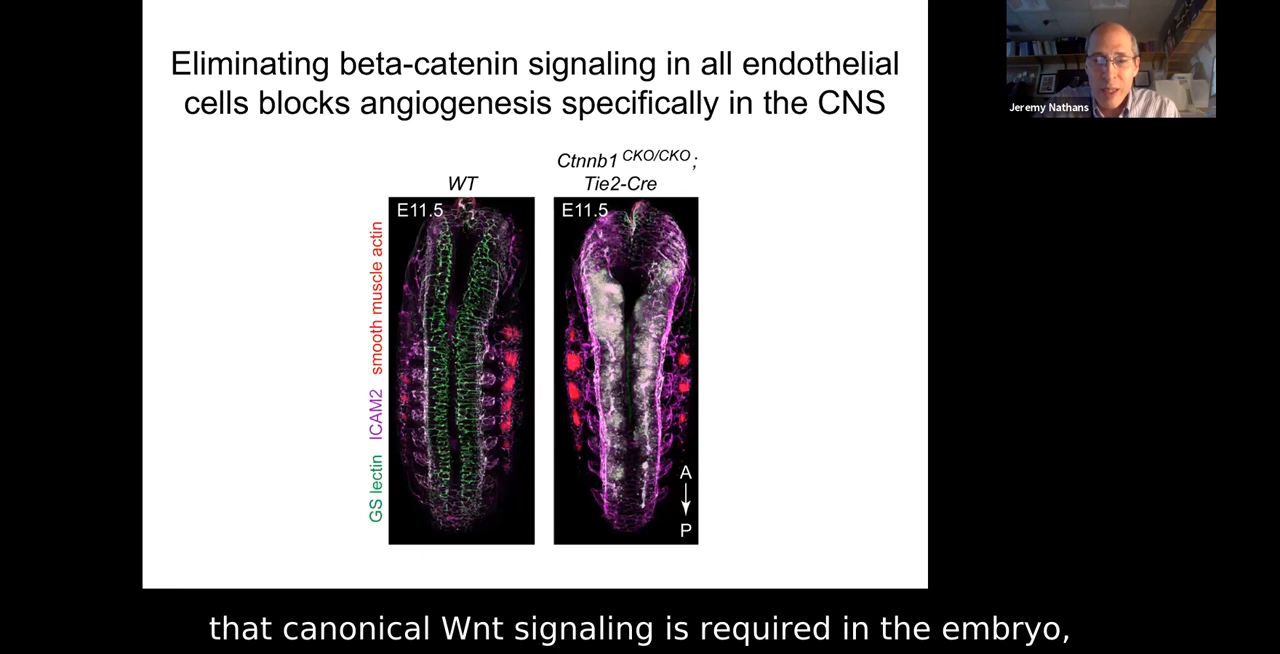 Eliminating beta-catenin signaling in all endothelial
cells blocks angiogenesis specifically in the CNS
Jeremy Nathans
WT
Ctnnb1 CKO/CKO ;
Tie2-Cre
E11.5
E11.5
smooth muscle actin
ICAM2
GS lectin
A
P
that canonical Wnt signaling is required in the embryo,